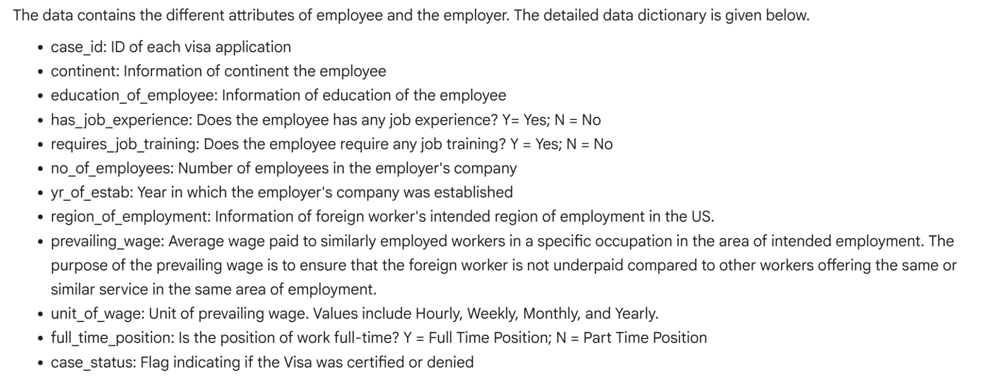 The data contains the different attributes of employee and the employer. The detailed data dictionary is given below.
• case_id: ID of each visa application
• continent: Information of continent the employee
• education_of_employee: Information of education of the employee
• has_job_experience: Does the employee has any job experience? Y= Yes; N = No
• requires_job_training: Does the employee require any job training? Y = Yes; N = No
• no_of_employees: Number of employees in the employer's company
• yr_of_estab: Year in which the employer's company was established
• region_of_employment: Information of foreign worker's intended region of employment in the US.
• prevailing_wage: Average wage paid to similarly employed workers in a specific occupation in the area of intended employment. The
purpose of the prevailing wage is to ensure that the foreign worker is not underpaid compared to other workers offering the same or
similar service in the same area of employment.
• unit_of_wage: Unit of prevailing wage. Values include Hourly, Weekly, Monthly, and Yearly.
• full_time_position: Is the position of work full-time? Y = Full Time Position; N = Part Time Position
• case_status: Flag indicating if the Visa was certified or denied